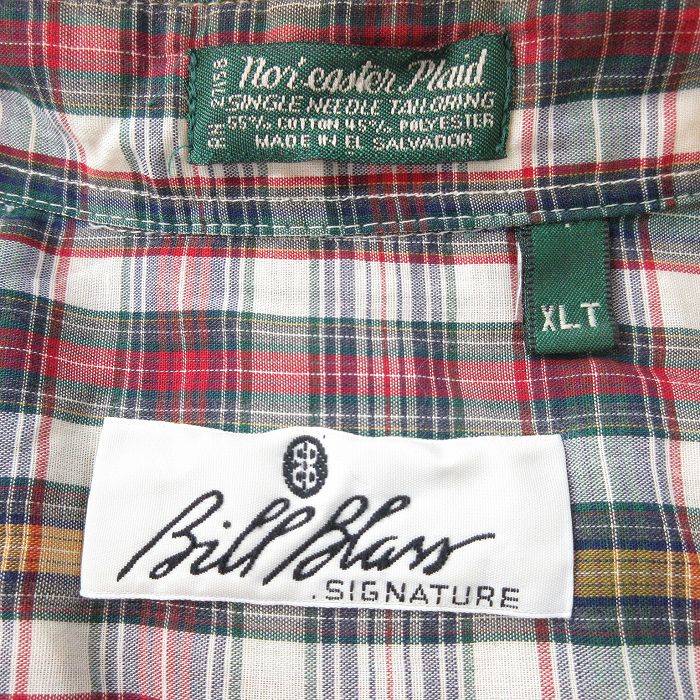 Nor'easter Plaid
SINGLE NEEDLE TAILORING
55% COTTON 45% POLYESTER
MADE IN EL SALVADOR
RN 27158
XLT
Bill Blass
SIGNATURE